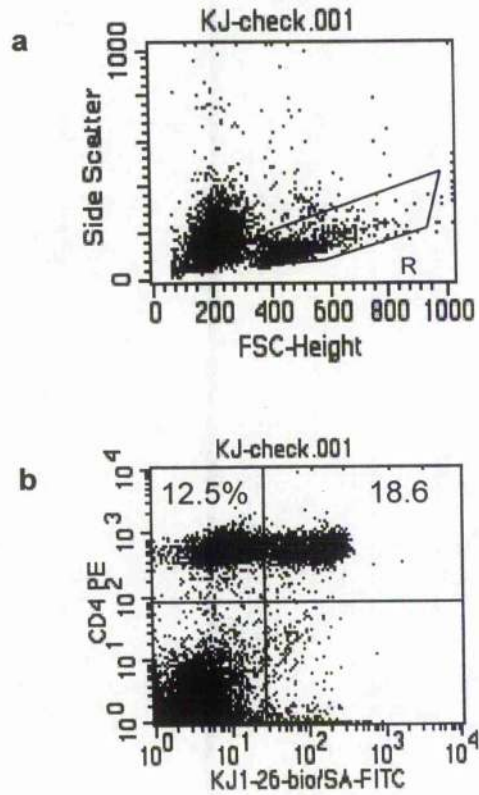 a
KJ-check.001
Side Scatter
1000
0
R
0 200 400 600 800 1000
FSC-Height
b
KJ-check.001
12.5% 18.6
CD4 PE
10^4
10^3
10^2
10^1
10^0
10^0 10^1 10^2 10^3 10^4
KJ1-26-bio/SA-FITC